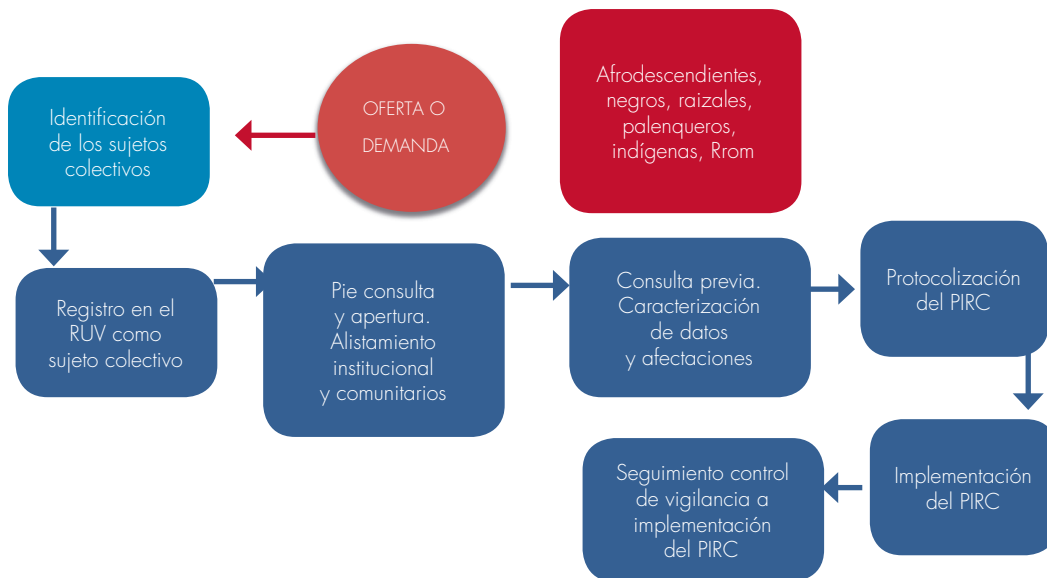 Identificación
de los sujetos
colectivos
OFERTA O
DEMANDA
Afrodescendientes,
negros, raizales,
palenqueros,
indígenas, Rrom
Registro en el
RUV como
sujeto colectivo
Pie consulta
y apertura.
Alistamiento
institucional
y comunitarios
Consulta previa.
Caracterización
de datos
y afectaciones
Protocolización
del PIRC
Implementación
del PIRC
Seguimiento control
de vigilancia a
implementación
del PIRC